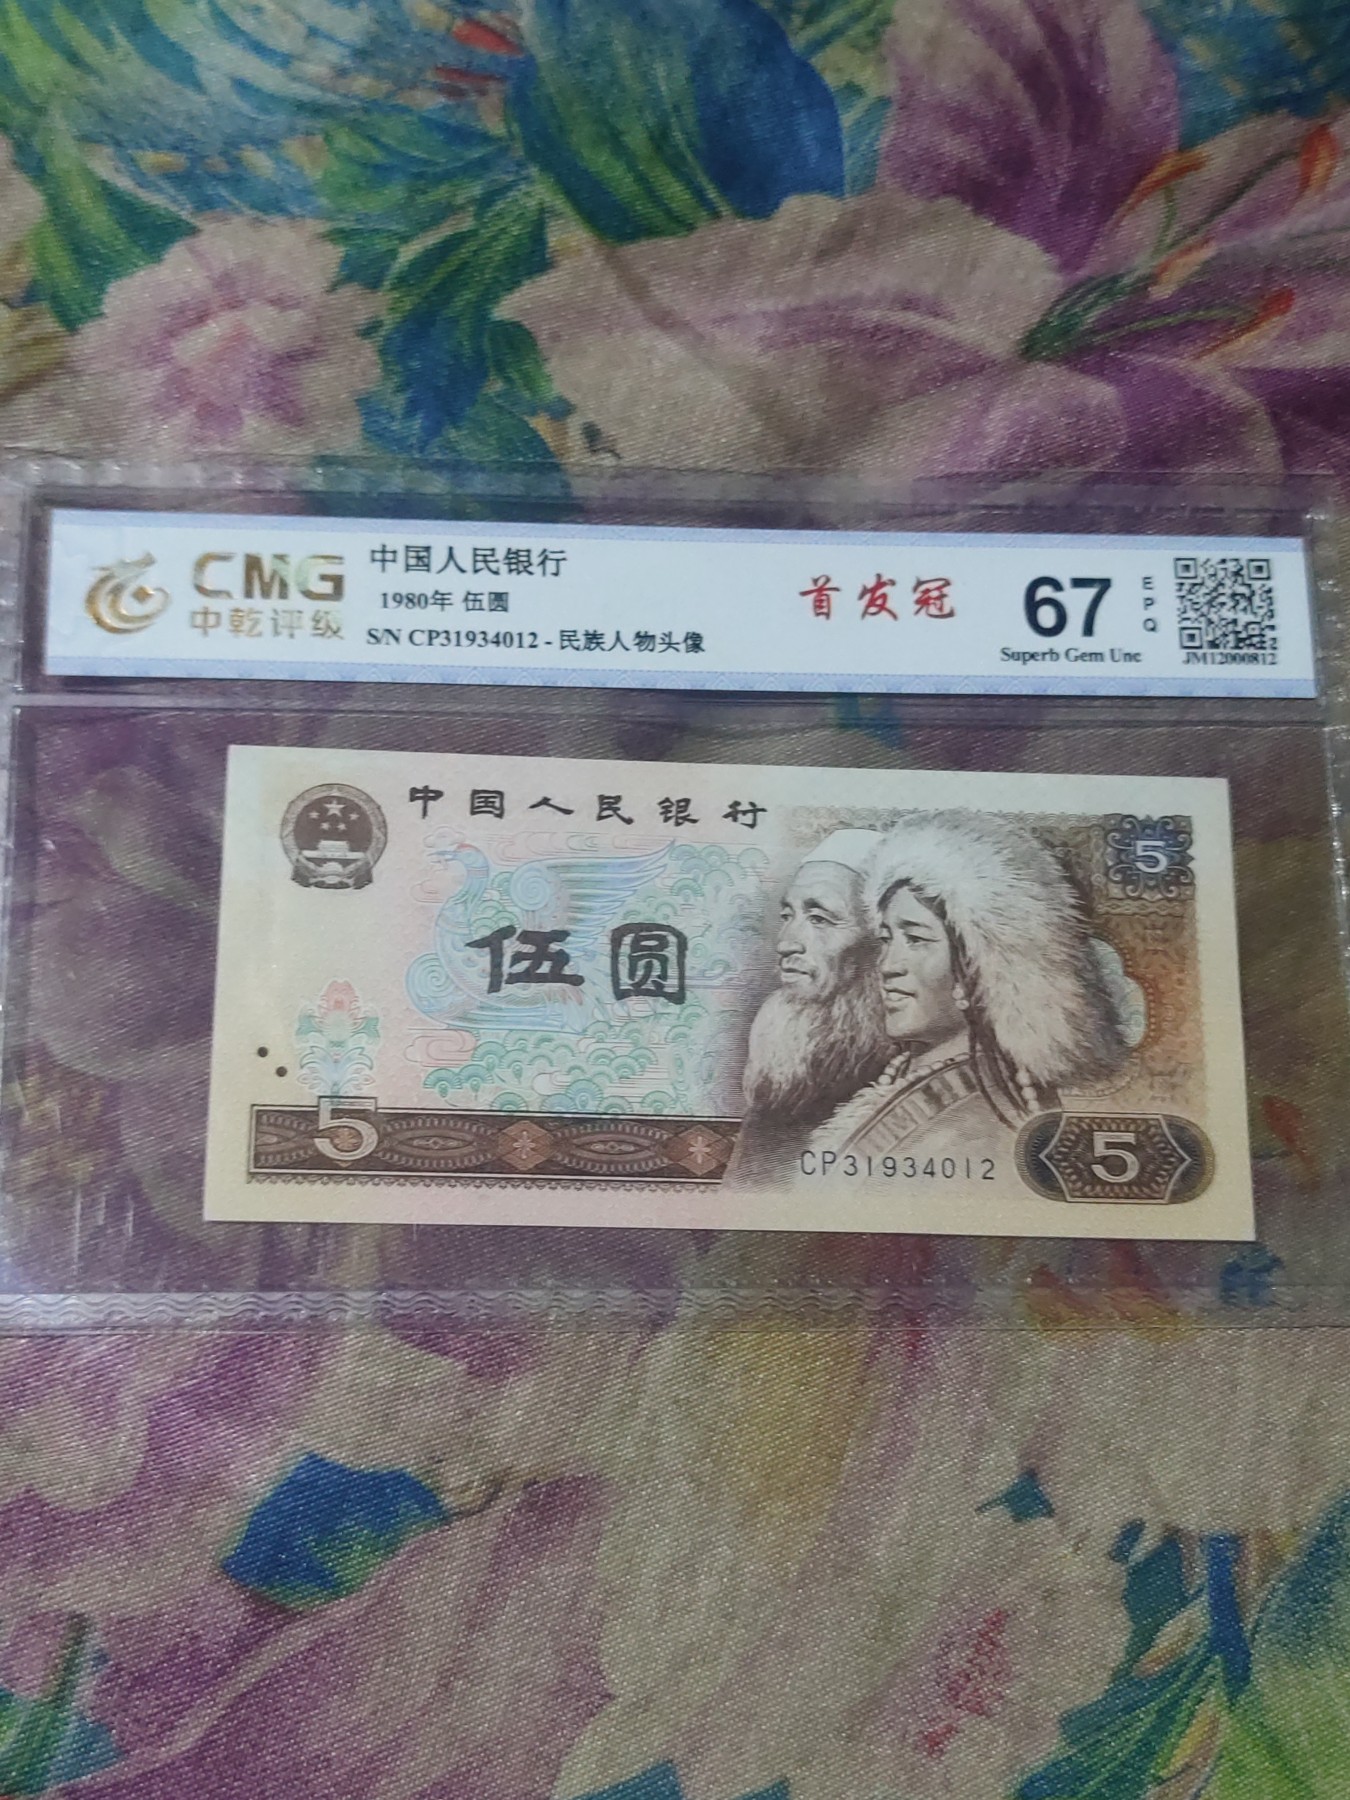 CMG
中乾评级
中国人民银行
1980年 伍圆
S/N CP31934012 - 民族人物头像
首发冠
67
EPQ
Superb Gem Unc
JM12000812
中国人民银行
5
伍圆
5
CP31934012
5